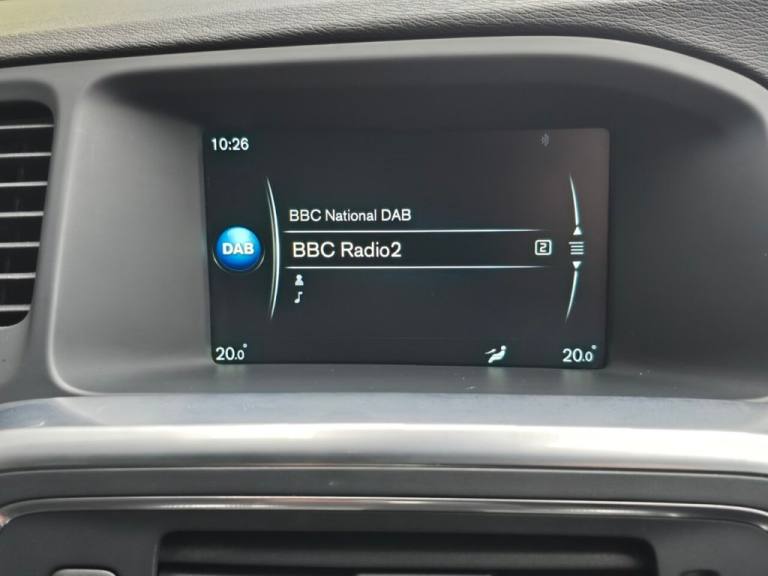 10:26
BBC National DAB
DAB
BBC Radio2 2
20.0° 20.0°